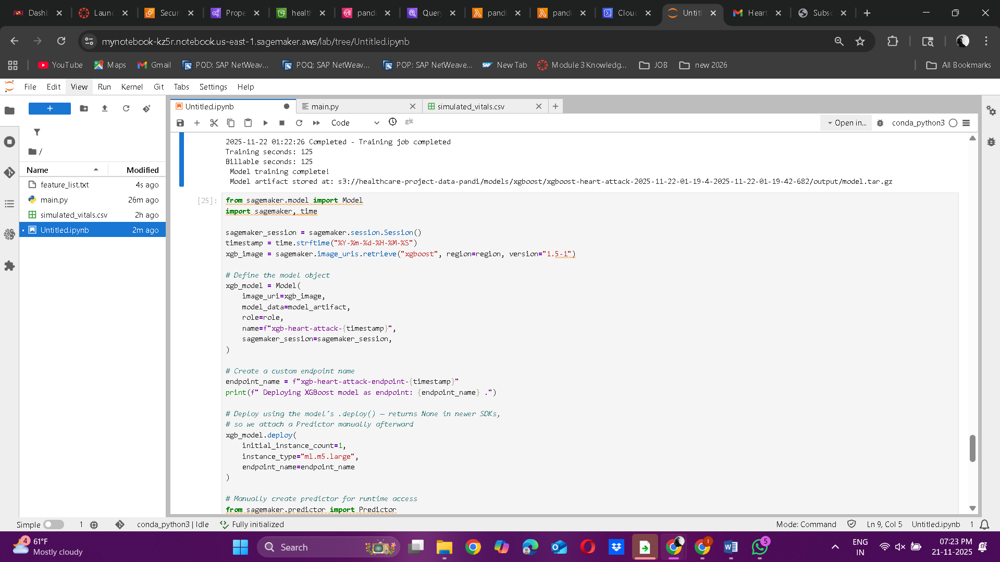 Dashb
Launc
Securi
Prope
health
pandi
Query
pandi
pandi
Cloud
Untitl
Heart
Subsc
mynotebook-kz5r.notebook.us-east-1.sagemaker.aws/lab/tree/Untitled.ipynb
YouTube
Maps
Gmail
POD: SAP NetWeav...
POQ: SAP NetWeav...
POP: SAP NetWeave...
New Tab
Module 3 Knowledg...
JOB
new 2026
All Bookmarks
File Edit View Run Kernel Git Tabs Settings Help
Untitled.ipynb
main.py
simulated_vitals.csv
Code
git
Open in...
conda_python3
/
Name Modified
feature_list.txt 4s ago
main.py 26m ago
simulated_vitals.csv 2h ago
Untitled.ipynb 2m ago
2025-11-22 01:22:26 Completed - Training job completed
Training seconds: 125
Billable seconds: 125
Model training complete!
Model artifact stored at: s3://healthcare-project-data-pandi/models/xgboost/xgboost-heart-attack-2025-11-22-01-19-4-2025-11-22-01-19-42-682/output/model.tar.gz
[25]:
from sagemaker.model import Model
import sagemaker, time
sagemaker_session = sagemaker.session.Session()
timestamp = time.strftime("%Y-%m-%d-%H-%M-%S")
xgb_image = sagemaker.image_uris.retrieve("xgboost", region=region, version="1.5-1")
# Define the model object
xgb_model = Model(
image_uri=xgb_image,
model_data=model_artifact,
role=role,
name=f"xgb-heart-attack-{timestamp}",
sagemaker_session=sagemaker_session,
)
# Create a custom endpoint name
endpoint_name = f"xgb-heart-attack-endpoint-{timestamp}"
print(f" Deploying XGBoost model as endpoint: {endpoint_name} .")
# Deploy using the model's .deploy() — returns None in newer SDKs,
# so we attach a Predictor manually afterward
xgb_model.deploy(
initial_instance_count=1,
instance_type="ml.m5.large",
endpoint_name=endpoint_name
)
# Manually create predictor for runtime access
from sagemaker.predictor import Predictor
Simple 1 conda_python3 | Idle Fully initialized Mode: Command Ln 9, Col 5 Untitled.ipynb 1
4
61°F
Mostly cloudy
Search
5
ENG
IN
07:23 PM
21-11-2025